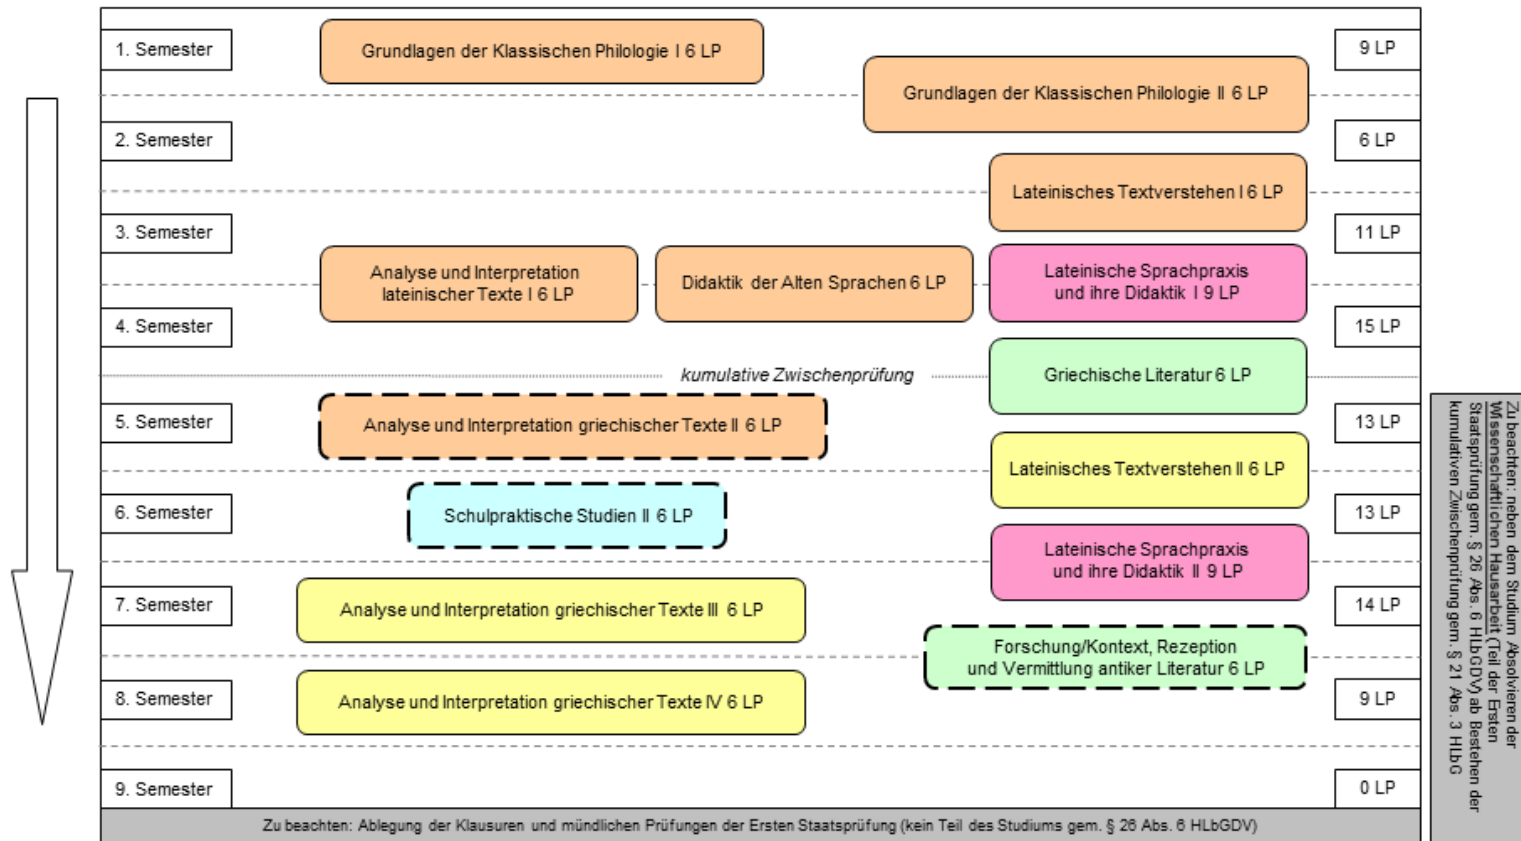 1. Semester
Grundlagen der Klassischen Philologie I 6 LP
9 LP
Grundlagen der Klassischen Philologie II 6 LP
2. Semester
6 LP
Lateinisches Textverstehen I 6 LP
3. Semester
11 LP
Analyse und Interpretation
lateinischer Texte I 6 LP
Didaktik der Alten Sprachen 6 LP
Lateinische Sprachpraxis
und ihre Didaktik I 9 LP
4. Semester
15 LP
kumulative Zwischenprüfung
Griechische Literatur 6 LP
5. Semester
Analyse und Interpretation griechischer Texte II 6 LP
13 LP
Lateinisches Textverstehen II 6 LP
6. Semester
Schulpraktische Studien II 6 LP
13 LP
Lateinische Sprachpraxis
und ihre Didaktik II 9 LP
7. Semester
Analyse und Interpretation griechischer Texte III 6 LP
14 LP
Forschung/Kontext, Rezeption
und Vermittlung antiker Literatur 6 LP
8. Semester
Analyse und Interpretation griechischer Texte IV 6 LP
9 LP
9. Semester
0 LP
Zu beachten: Ablegung der Klausuren und mündlichen Prüfungen der Ersten Staatsprüfung (kein Teil des Studiums gem. § 26 Abs. 6 HLbGDV)
Zu beachten: neben dem Studium Absolvieren der
Wissenschaftlichen Hausarbeit (Teil der Ersten
Staatsprüfung gem. § 26 Abs. 6 HLbGDV) ab Bestehen der
kumulativen Zwischenprüfung gem. § 21 Abs. 3 HLbG